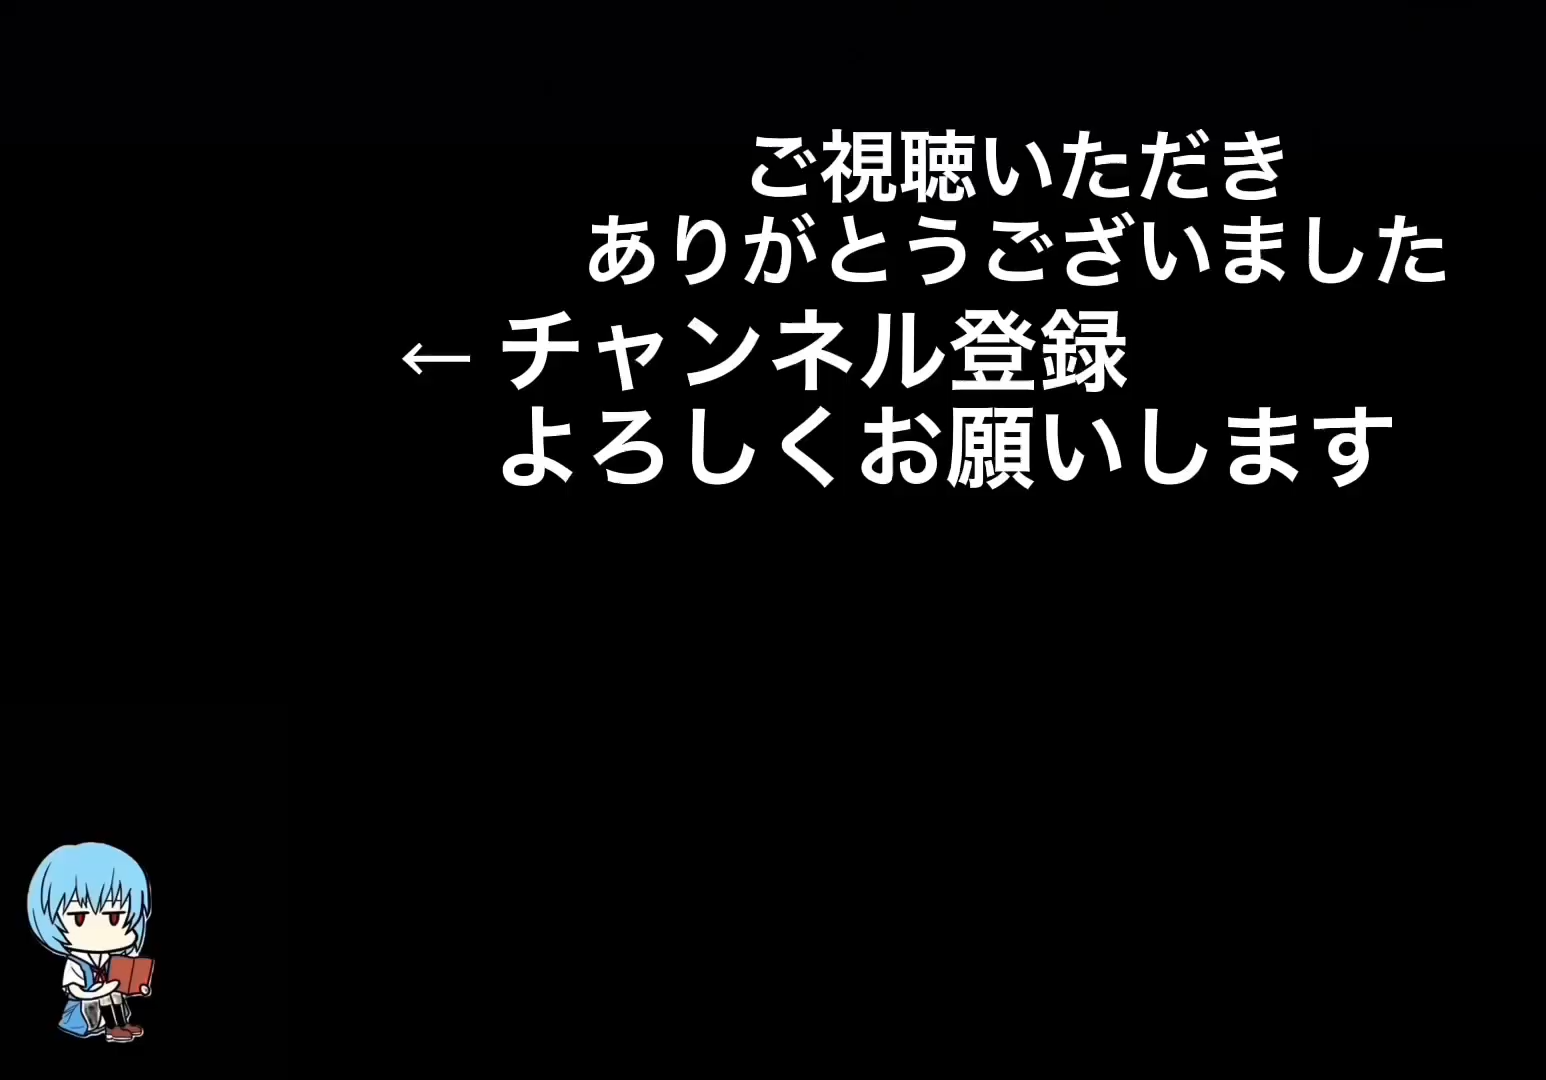 ご視聴いただき
ありがとうございました
← チャンネル登録
よろしくお願いします